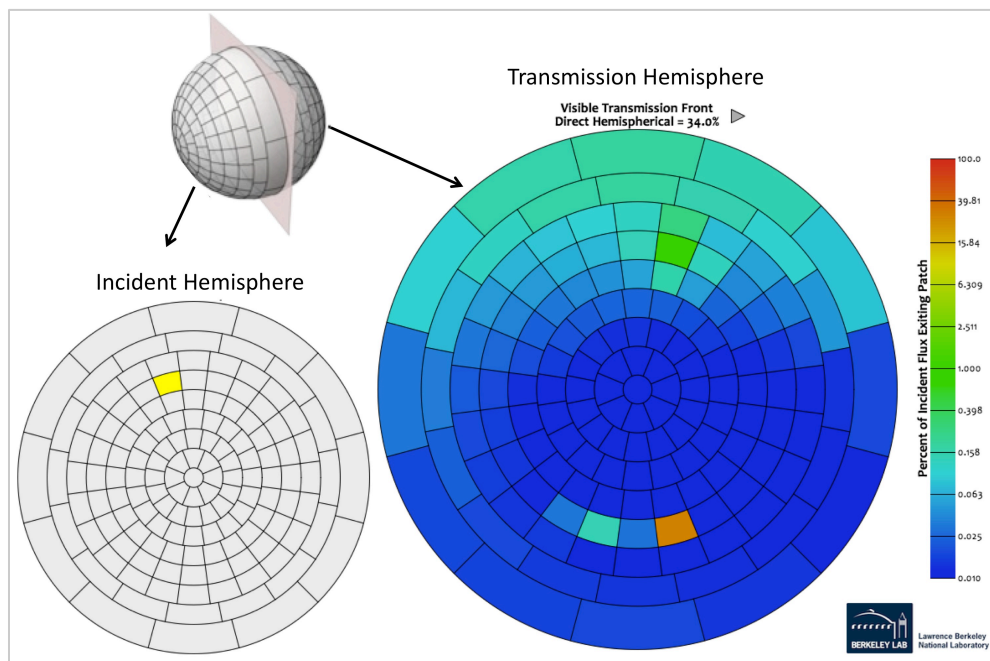 Transmission Hemisphere
Visible Transmission Front
Direct Hemispherical = 34.0%
Incident Hemisphere
Percent of Incident Flux Exiting Patch
100.0
39.81
15.84
6.309
2.511
1.000
0.398
0.158
0.063
0.025
0.010
BERKELEY LAB
Lawrence Berkeley
National Laboratory